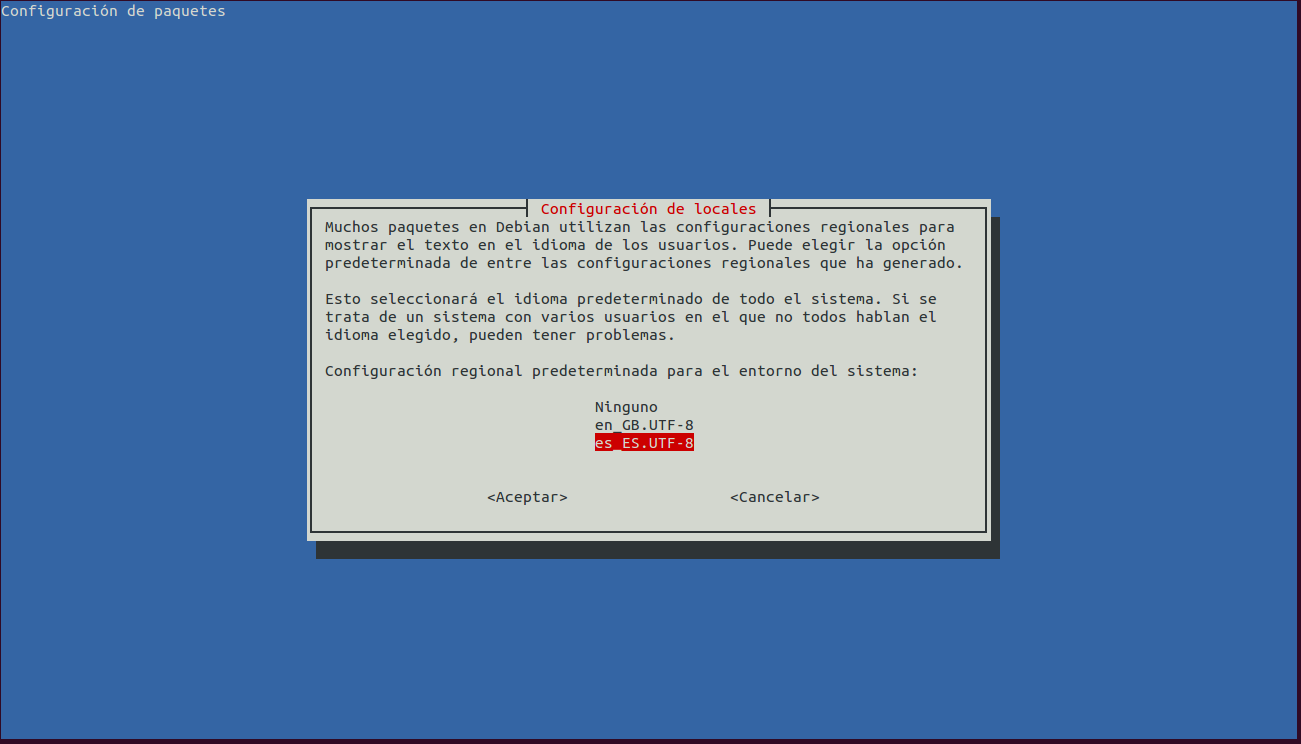 Configuración de paquetes
Configuración de locales
Muchos paquetes en Debian utilizan las configuraciones regionales para
mostrar el texto en el idioma de los usuarios. Puede elegir la opción
predeterminada de entre las configuraciones regionales que ha generado.
Esto seleccionará el idioma predeterminado de todo el sistema. Si se
trata de un sistema con varios usuarios en el que no todos hablan el
idioma elegido, pueden tener problemas.
Configuración regional predeterminada para el entorno del sistema:
Ninguno
en_GB.UTF-8
es_ES.UTF-8
<Aceptar> <Cancelar>